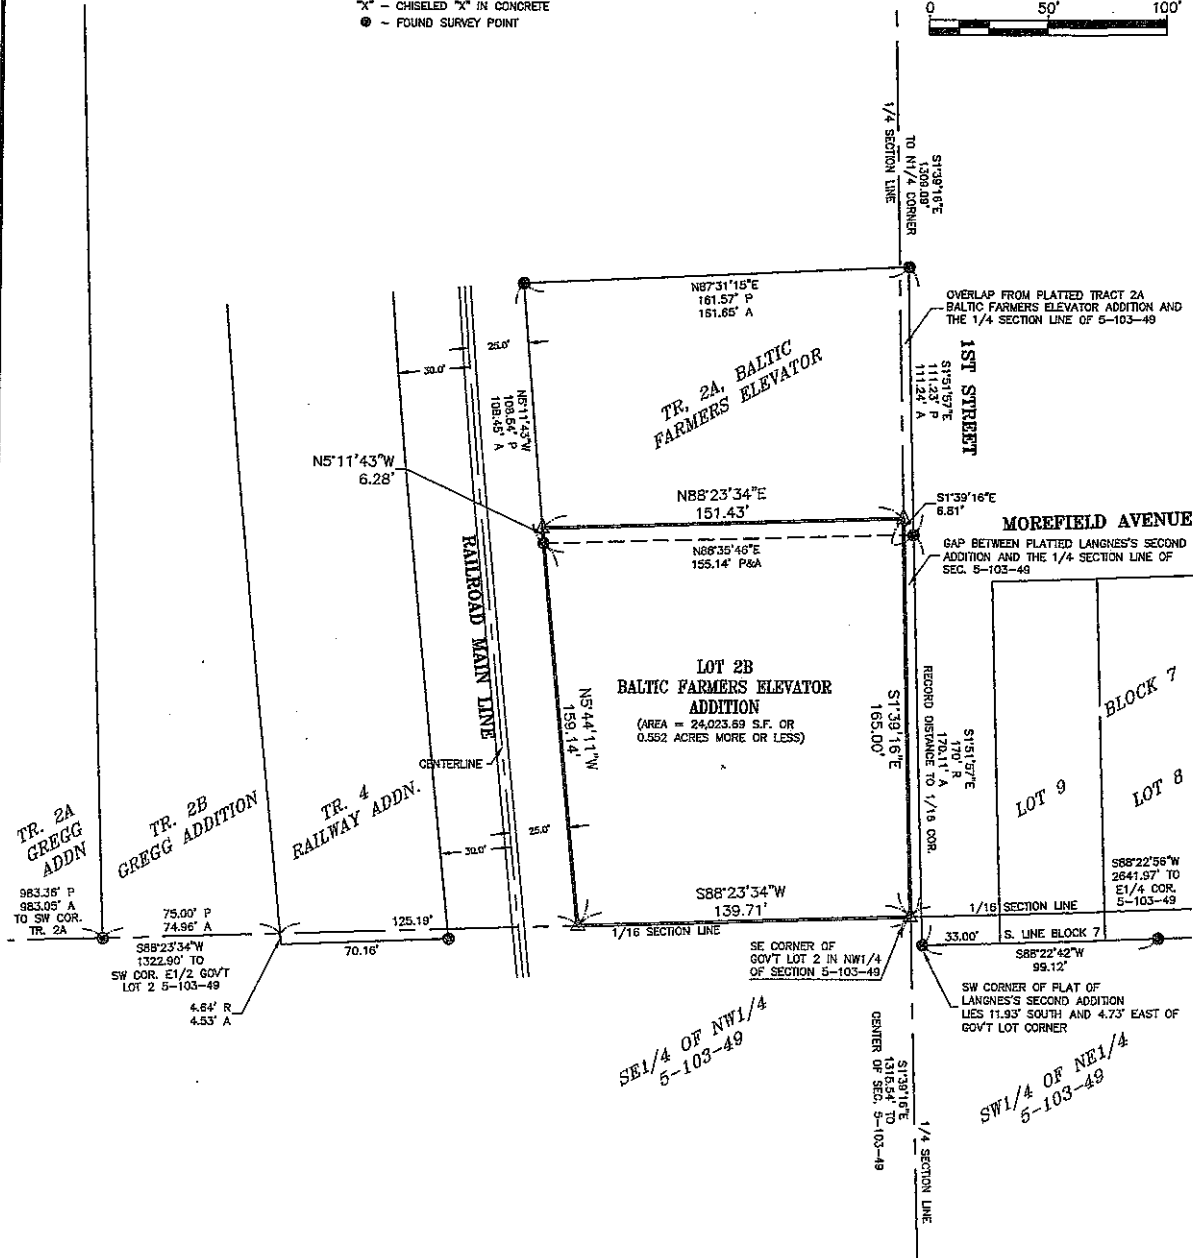 "X" - CHISELED "X" IN CONCRETE
~ FOUND SURVEY POINT
0 50' 100'
1/4 SECTION LINE
S1°39'16"E
1309.09'
TO N1/4 CORNER
N87°31'15"E
161.57' P
161.65' A
OVERLAP FROM PLATTED TRACT 2A
BALTIC FARMERS ELEVATOR ADDITION AND
THE 1/4 SECTION LINE OF 5-103-49
1ST STREET
S1°51'57"E
111.23' P
111.24' A
25.0'
30.0'
N5°11'43"W
108.54' P
108.45' A
TR. 2A, BALTIC
FARMERS ELEVATOR
N5°11'43"W
6.28'
N88°23'34"E
151.43'
S1°39'16"E
6.81'
MOREFIELD AVENUE
N88°35'46"E
155.14' P&A
GAP BETWEEN PLATTED LANGNES'S SECOND
ADDITION AND THE 1/4 SECTION LINE OF
SEC. 5-103-49
RAILROAD MAIN LINE
LOT 2B
BALTIC FARMERS ELEVATOR
ADDITION
(AREA = 24,023.69 S.F. OR
0.552 ACRES MORE OR LESS)
N5°44'11"W
159.14'
S1°39'16"E
165.00'
RECORD DISTANCE TO 1/16 COR.
S1°51'57"E
170' R
170.11' A
BLOCK 7
LOT 9
LOT 8
CENTERLINE
TR. 2A
GREGG
ADDN
TR. 2B
GREGG ADDITION
TR. 4
RAILWAY ADDN.
25.0'
30.0'
983.36' P
983.05' A
TO SW COR.
TR. 2A
75.00' P
74.96' A
S88°23'34"W
1322.90' TO
SW COR. E1/2 GOV'T
LOT 2 5-103-49
4.64' R
4.53' A
125.19'
70.16'
S88°23'34"W
139.71'
1/16 SECTION LINE
S88°22'56"W
2641.97' TO
E1/4 COR.
5-103-49
1/16 SECTION LINE
33.00'
S. LINE BLOCK 7
S88°22'42"W
99.12'
SE CORNER OF
GOV'T LOT 2 IN NW1/4
OF SECTION 5-103-49
SW CORNER OF PLAT OF
LANGNES'S SECOND ADDITION
LIES 11.93' SOUTH AND 4.73' EAST OF
GOV'T LOT CORNER
SE1/4 OF NW1/4
5-103-49
S1°39'16"E
1315.54' TO
CENTER OF SEC. 5-103-49
SW1/4 OF NE1/4
5-103-49
1/4 SECTION LINE